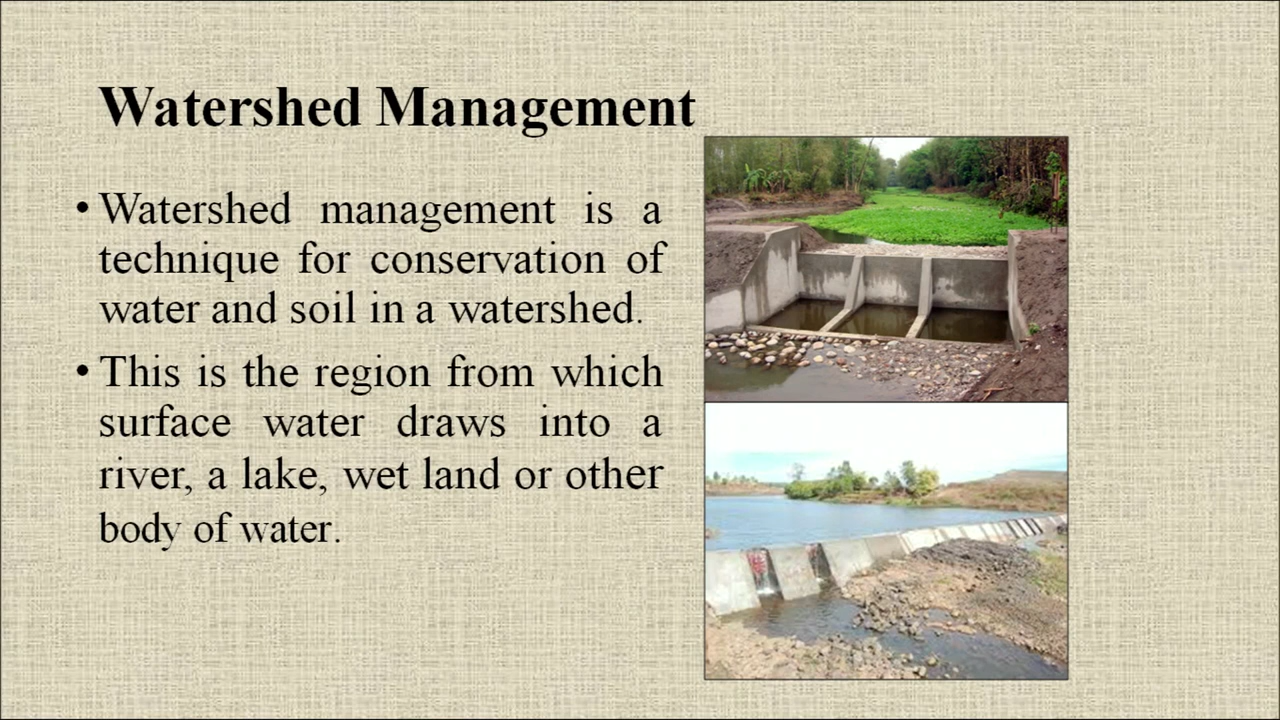 Watershed Management
• Watershed management is a
technique for conservation of
water and soil in a watershed.
• This is the region from which
surface water draws into a
river, a lake, wet land or other
body of water.